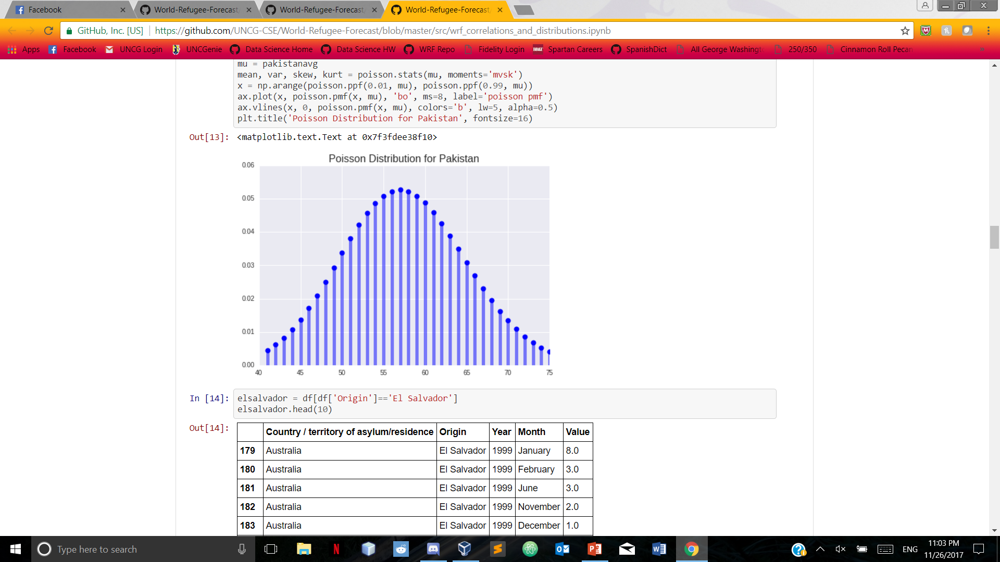 Facebook
World-Refugee-Forecast
World-Refugee-Forecast
World-Refugee-Forecast
GitHub, Inc. [US]
https://github.com/UNCG-CSE/World-Refugee-Forecast/blob/master/src/wrf_correlations_and_distributions.ipynb
Apps
Facebook
UNCG Login
UNCGenie
Data Science Home
Data Science HW
WRF Repo
Fidelity Login
BB&T
Spartan Careers
SpanishDict
All George Washingt
250/350
Cinnamon Roll Pecan
mu = pakistanavg
mean, var, skew, kurt = poisson.stats(mu, moments='mvsk')
x = np.arange(poisson.ppf(0.01, mu), poisson.ppf(0.99, mu))
ax.plot(x, poisson.pmf(x, mu), 'bo', ms=8, label='poisson pmf')
ax.vlines(x, 0, poisson.pmf(x, mu), colors='b', lw=5, alpha=0.5)
plt.title('Poisson Distribution for Pakistan', fontsize=16)
Out[13]: <matplotlib.text.Text at 0x7f3fdee38f10>
Poisson Distribution for Pakistan
0.06
0.05
0.04
0.03
0.02
0.01
0.00
40 45 50 55 60 65 70 75
In [14]: elsalvador = df[df['Origin']=='El Salvador']
elsalvador.head(10)
Out[14]:
Country / territory of asylum/residence Origin Year Month Value
179 Australia El Salvador 1999 January 8.0
180 Australia El Salvador 1999 February 3.0
181 Australia El Salvador 1999 June 3.0
182 Australia El Salvador 1999 November 2.0
183 Australia El Salvador 1999 December 1.0
Type here to search
ENG
11:03 PM
11/26/2017